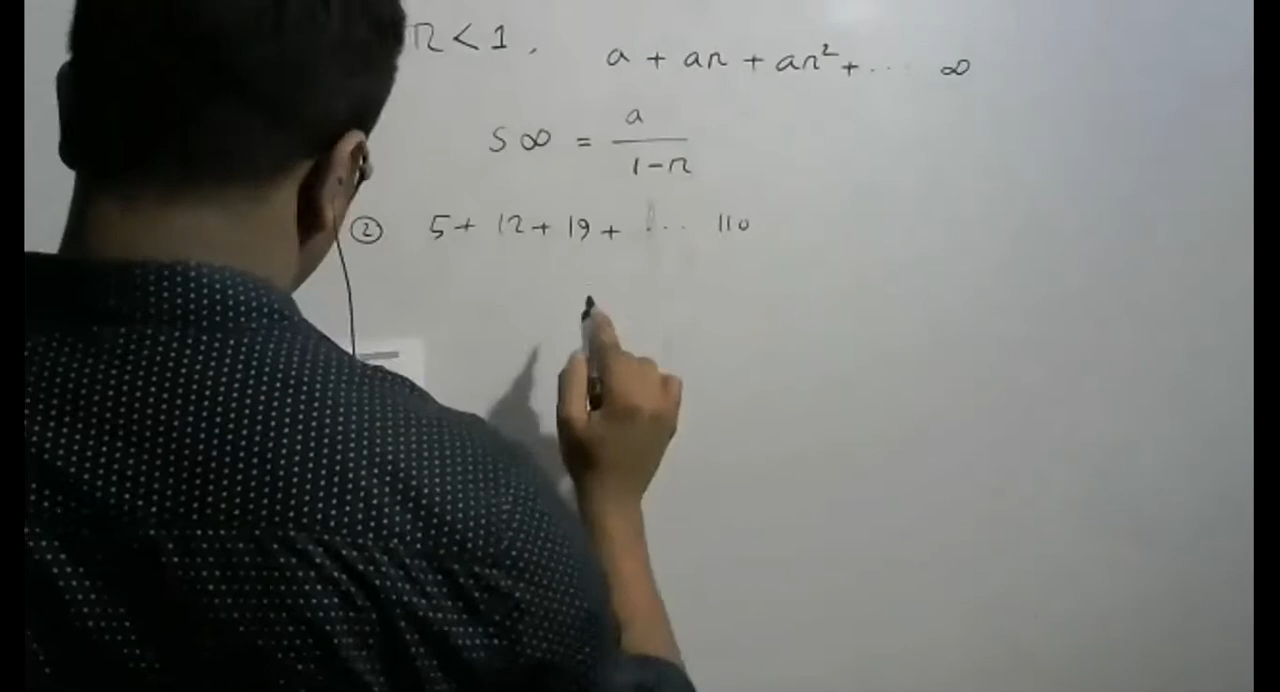 r < 1 , a + ar + ar² + ... ∞
S∞ = a / 1-r
② 5 + 12 + 19 + ... 110